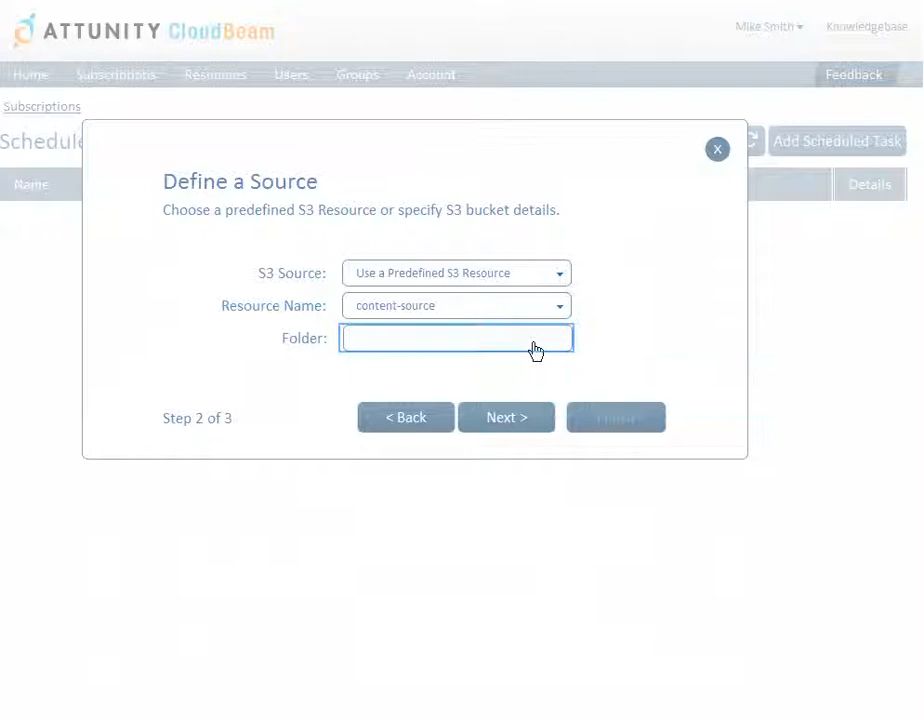 ATTUNITY CloudBeam
Mike Smith
Knowledgebase
Home Subscriptions Resources Users Groups Account Feedback
Subscriptions
Add Scheduled Task
X
Name
Details
Define a Source
Choose a predefined S3 Resource or specify S3 bucket details.
S3 Source: Use a Predefined S3 Resource
Resource Name: content-source
Folder:
Step 2 of 3 < Back Next > Finish